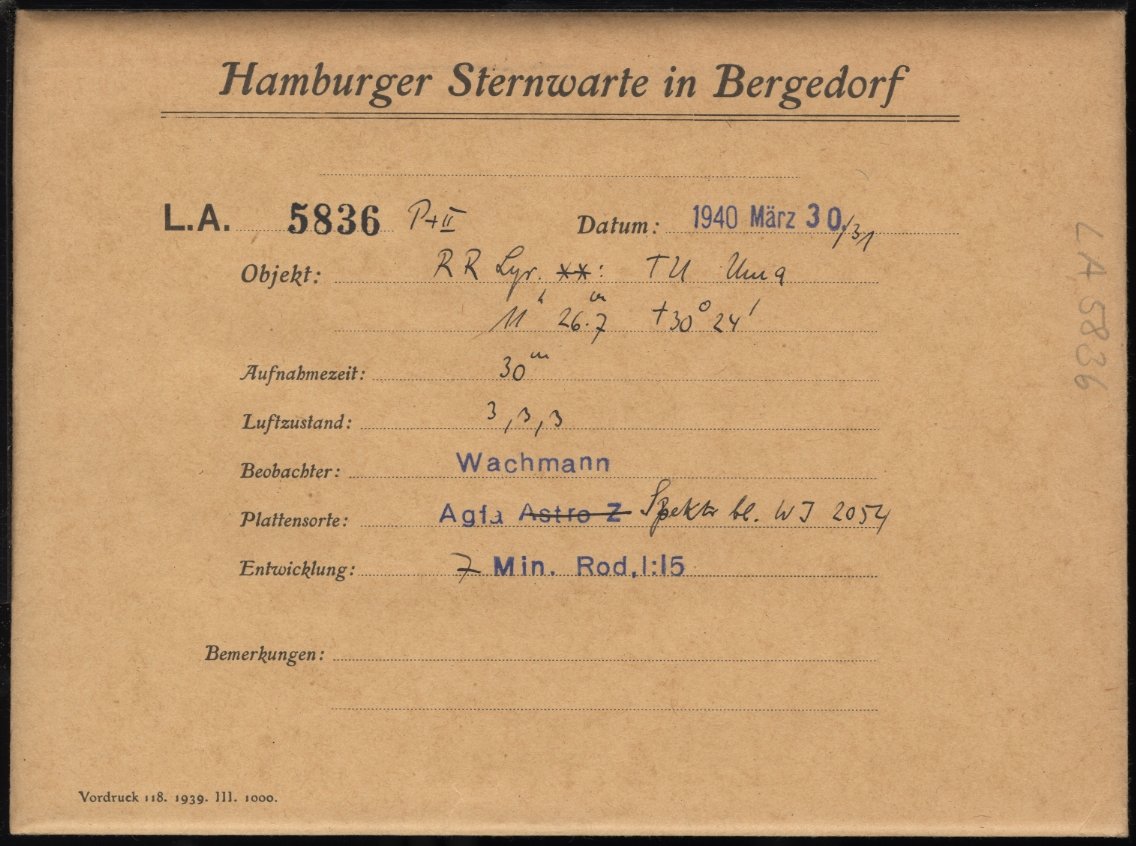 Hamburger Sternwarte in Bergedorf
L.A. 5836 P+II Datum: 1940 März 30./31
Objekt: RR Lyr. **: TU Uma
11h 26.m7 +30° 24'
Aufnahmezeit: 30m
Luftzustand: 3, 3, 3
Beobachter: Wachmann
Plattensorte: Agfa Astro Z Spektr bl. WJ 2054
Entwicklung: 7 Min. Rod, 1:15
Bemerkungen:
Vordruck 118. 1939. III. 1000.
LA 5836